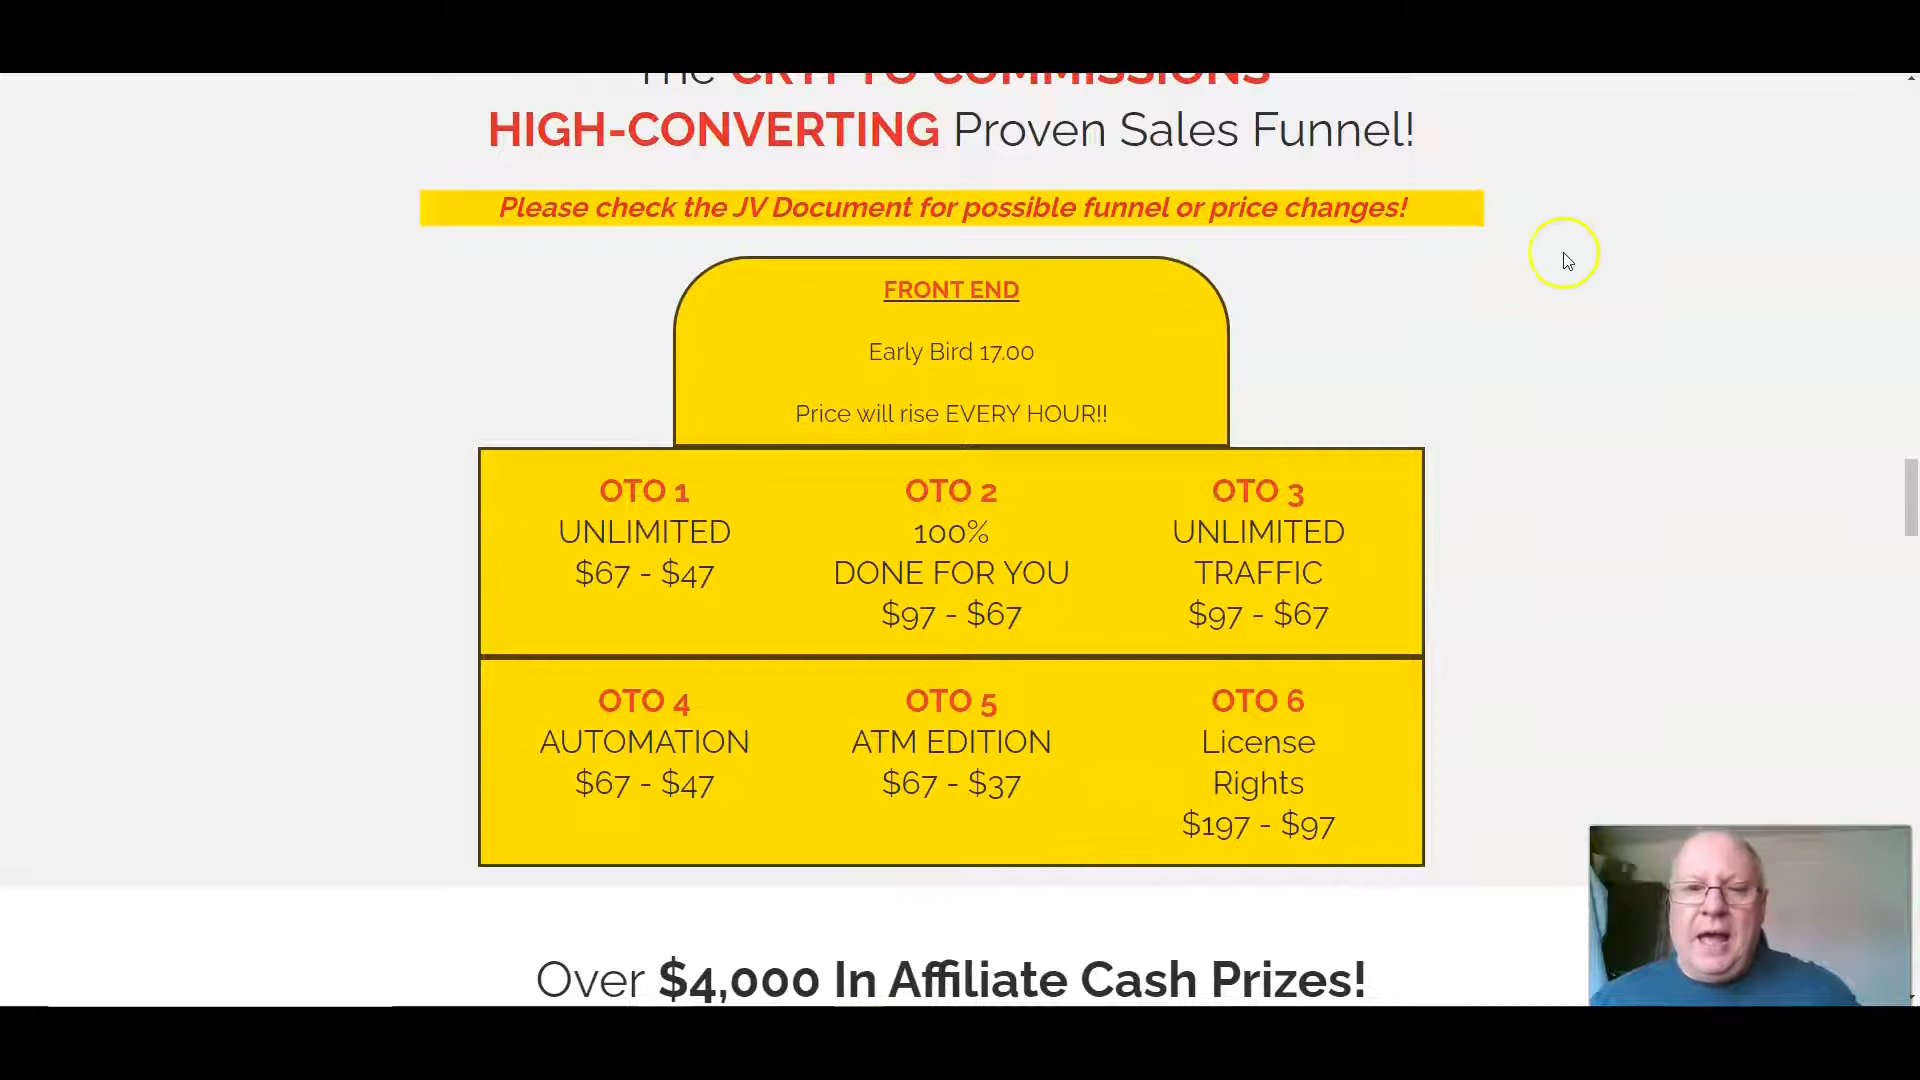 The CRYPTO COMMISSIONS
HIGH-CONVERTING Proven Sales Funnel!
Please check the JV Document for possible funnel or price changes!
FRONT END
Early Bird 17.00
Price will rise EVERY HOUR!!
OTO 1
UNLIMITED
$67 - $47
OTO 2
100%
DONE FOR YOU
$97 - $67
OTO 3
UNLIMITED
TRAFFIC
$97 - $67
OTO 4
AUTOMATION
$67 - $47
OTO 5
ATM EDITION
$67 - $37
OTO 6
License
Rights
$197 - $97
Over $4,000 In Affiliate Cash Prizes!